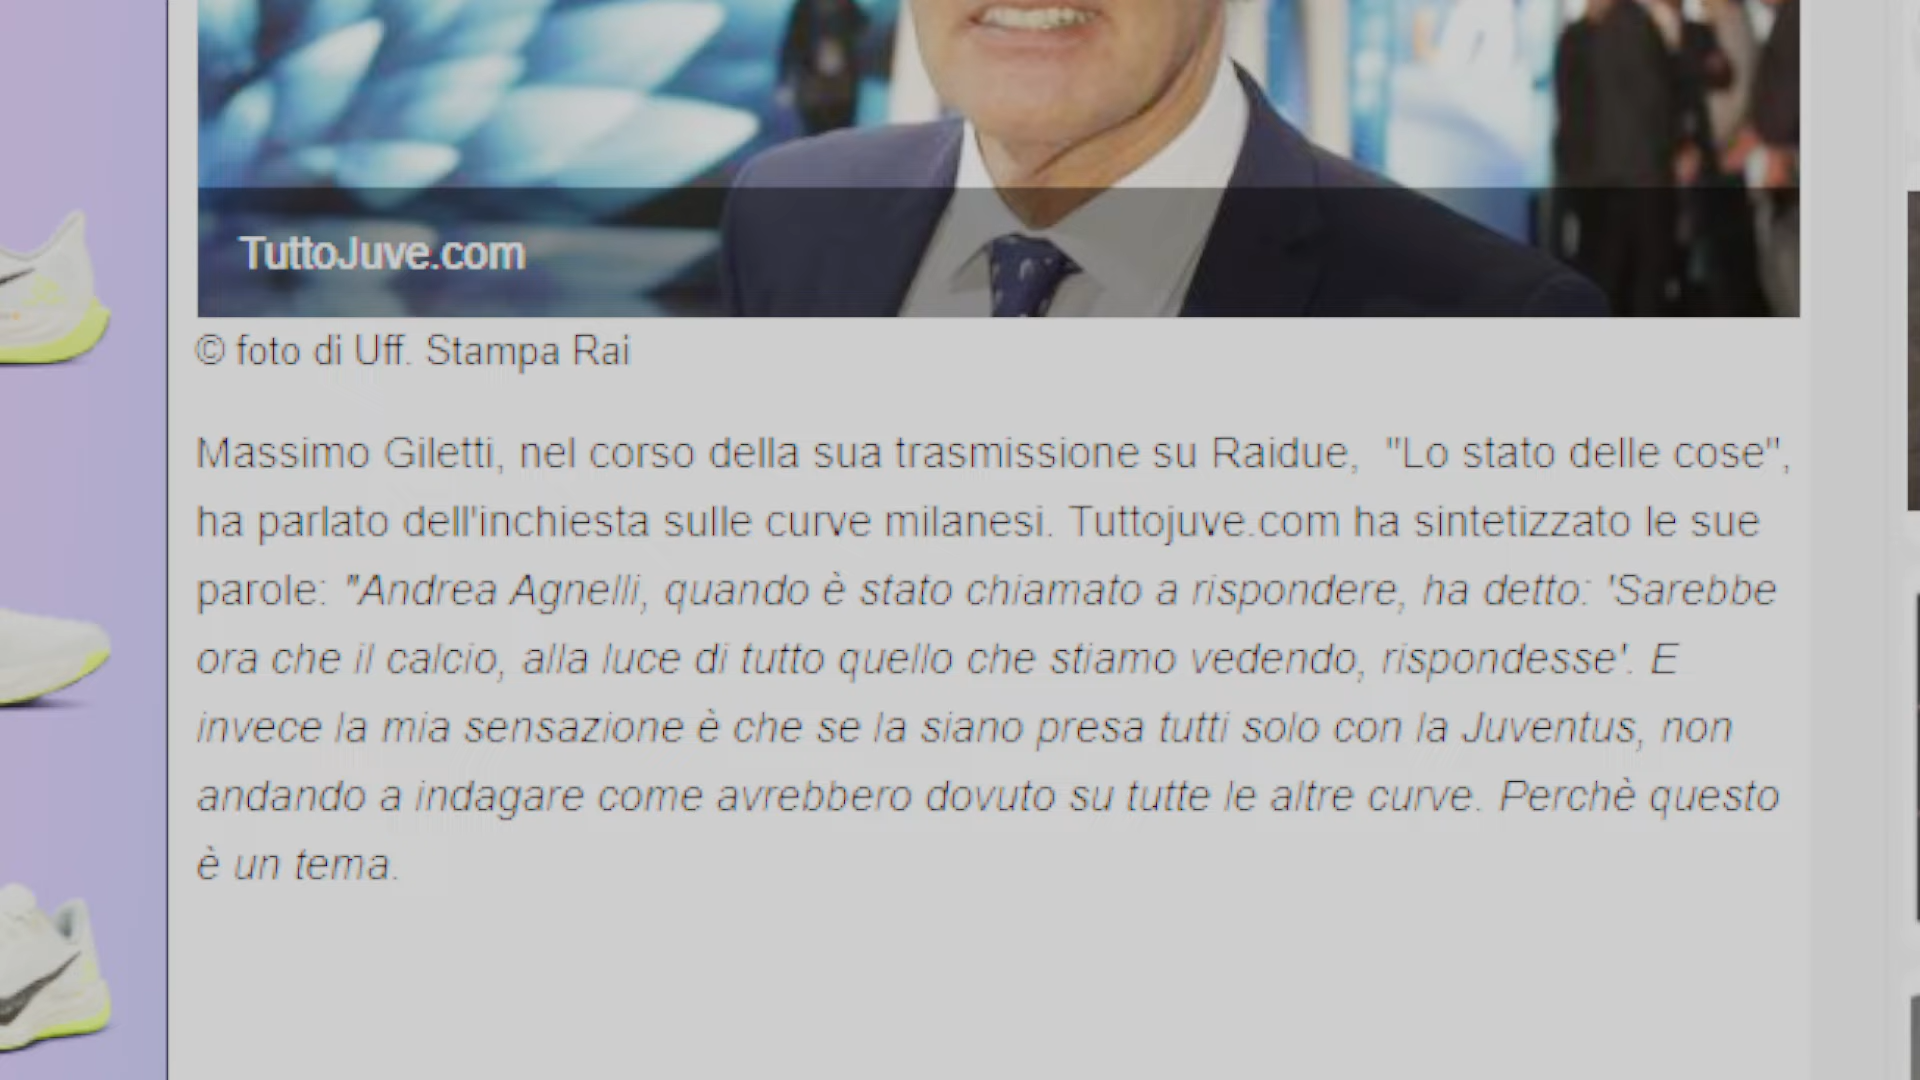 TuttoJuve.com
© foto di Uff. Stampa Rai
Massimo Giletti, nel corso della sua trasmissione su Raidue, "Lo stato delle cose",
ha parlato dell'inchiesta sulle curve milanesi. Tuttojuve.com ha sintetizzato le sue
parole: "Andrea Agnelli, quando è stato chiamato a rispondere, ha detto: 'Sarebbe
ora che il calcio, alla luce di tutto quello che stiamo vedendo, rispondesse'. E
invece la mia sensazione è che se la siano presa tutti solo con la Juventus, non
andando a indagare come avrebbero dovuto su tutte le altre curve. Perchè questo
è un tema.